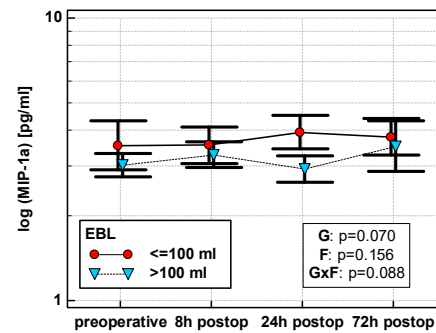 10
log (MIP-1a) [pg/ml]
EBL
<=100 ml
>100 ml
G: p=0.070
F: p=0.156
GxF: p=0.088
1
preoperative 8h postop 24h postop 72h postop